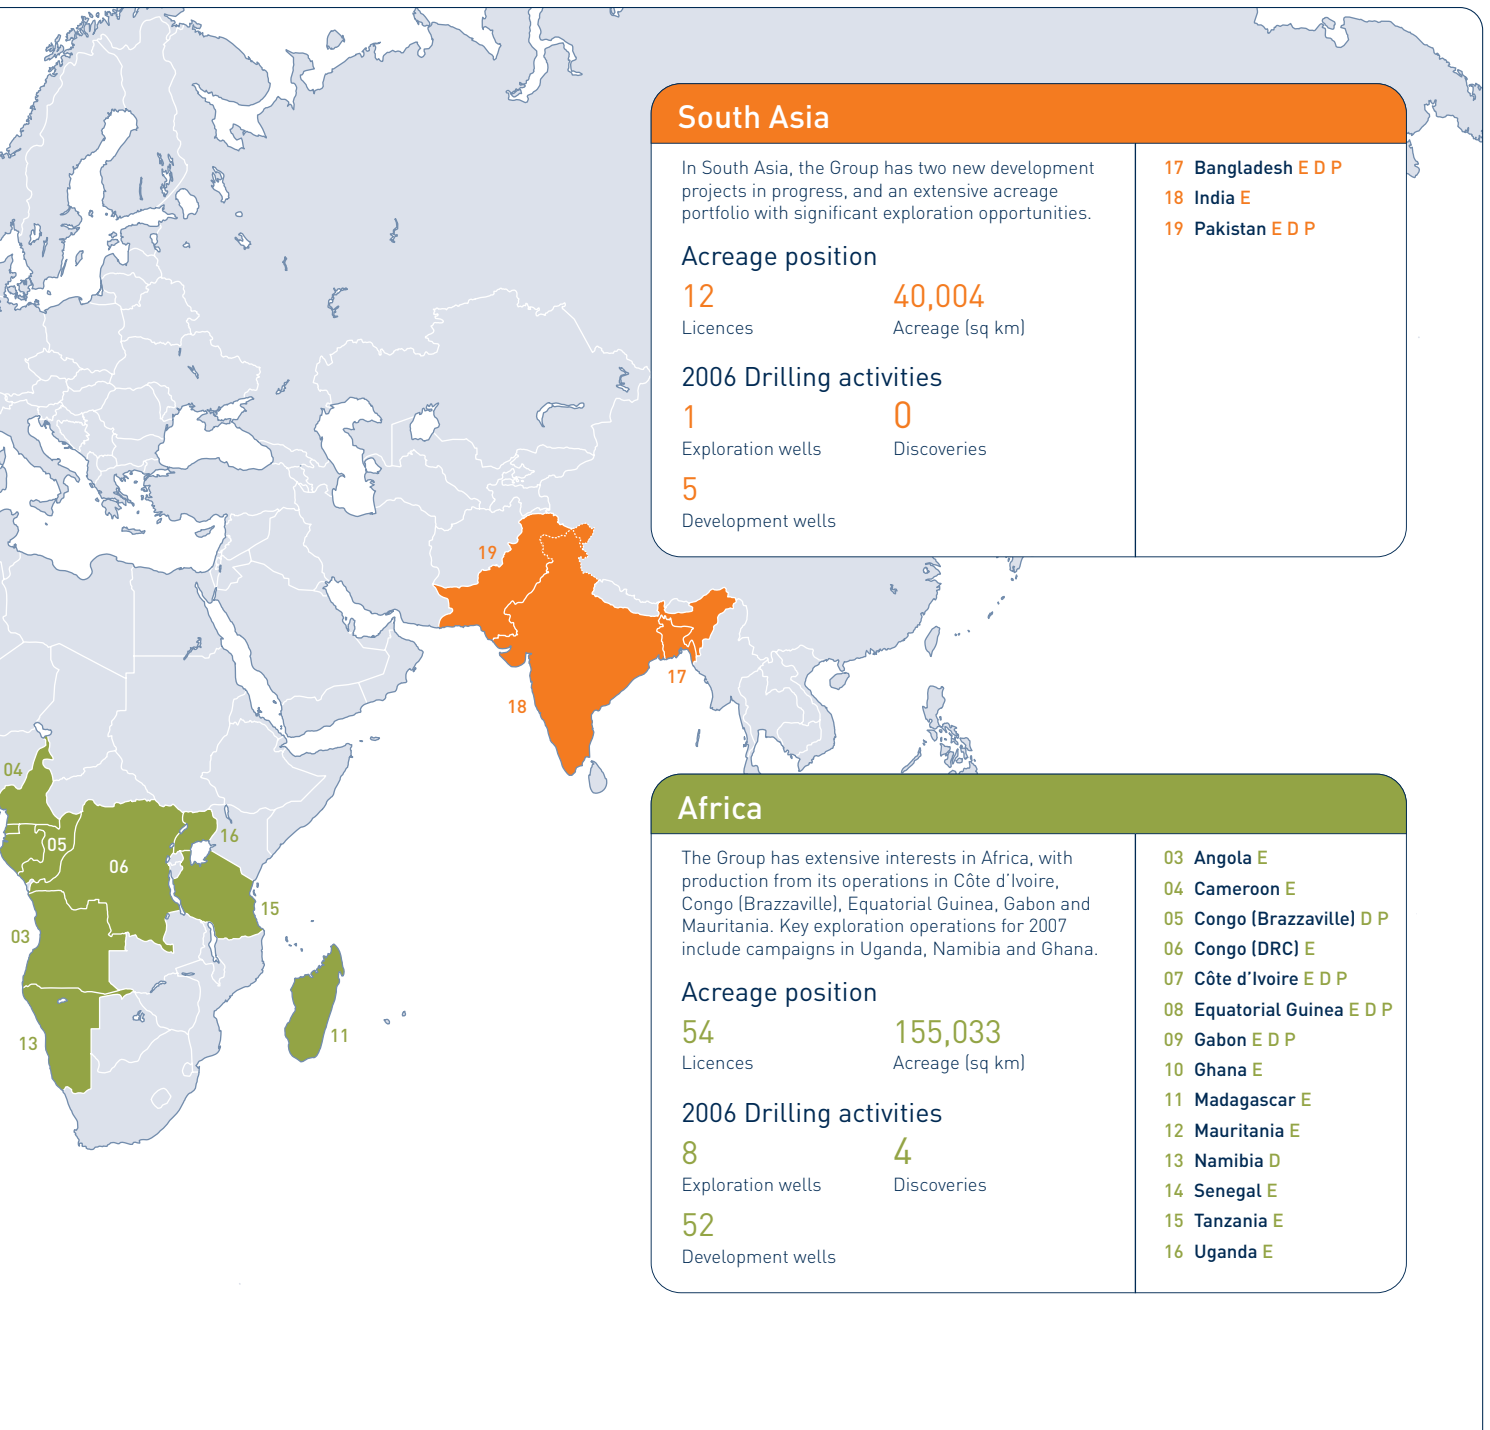 South Asia
In South Asia, the Group has two new development
projects in progress, and an extensive acreage
portfolio with significant exploration opportunities.
Acreage position
12
40,004
Licences
Acreage (sq km)
2006 Drilling activities
1
0
Exploration wells
Discoveries
5
Development wells
17 Bangladesh E D P
18 India E
19 Pakistan E D P
19
17
18
04
05
06
16
15
03
13
11
Africa
The Group has extensive interests in Africa, with
production from its operations in Côte d’Ivoire,
Congo (Brazzaville), Equatorial Guinea, Gabon and
Mauritania. Key exploration operations for 2007
include campaigns in Uganda, Namibia and Ghana.
Acreage position
54
155,033
Licences
Acreage (sq km)
2006 Drilling activities
8
4
Exploration wells
Discoveries
52
Development wells
03 Angola E
04 Cameroon E
05 Congo (Brazzaville) D P
06 Congo (DRC) E
07 Côte d’Ivoire E D P
08 Equatorial Guinea E D P
09 Gabon E D P
10 Ghana E
11 Madagascar E
12 Mauritania E
13 Namibia D
14 Senegal E
15 Tanzania E
16 Uganda E